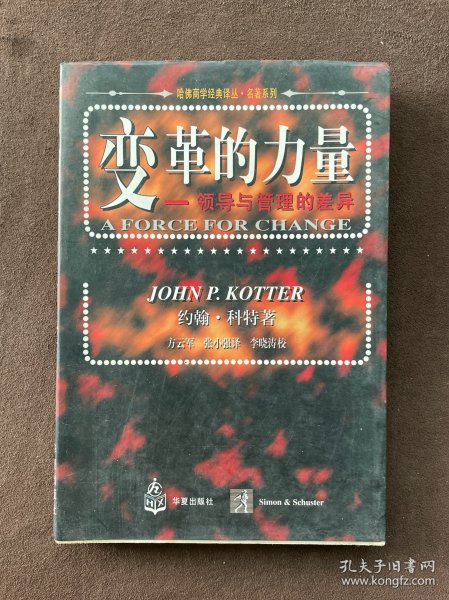 哈佛商学经典译丛·名著系列
变革的力量
—领导与管理的差异
A FORCE FOR CHANGE
JOHN P. KOTTER
约翰·科特著
方云军 张小强译 李晓涛校
HX
华夏出版社
Simon & Schuster
孔夫子旧书网
www.kongfz.com